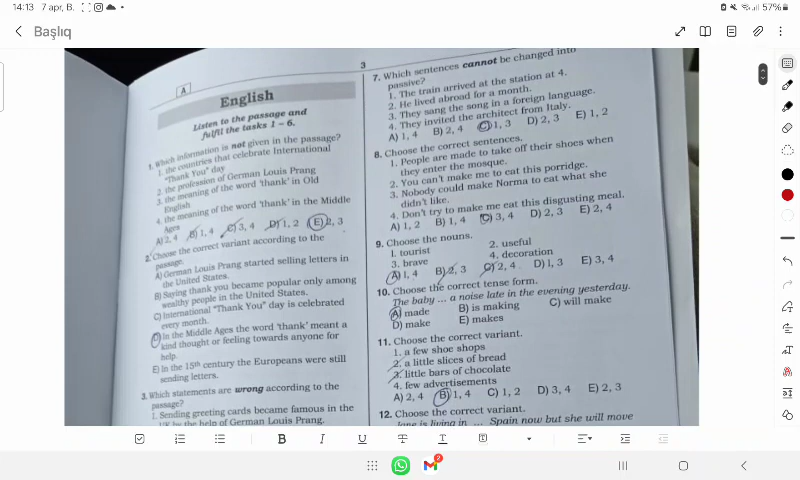 14:13 7 apr, B.
57%
Başlıq
3
A
English
Listen to the passage and
fulfil the tasks 1 – 6.
1. Which information is not given in the passage?
1. the countries that celebrate International
"Thank You" day
2. the profession of German Louis Prang
3. the meaning of the word 'thank' in Old
English
4. the meaning of the word 'thank' in the Middle
Ages
A) 2, 4 B) 1, 4 C) 3, 4 D) 1, 2 E) 2, 3
2. Choose the correct variant according to the
passage.
A) German Louis Prang started selling letters in
the United States.
B) Saying thank you became popular only among
wealthy people in the United States.
C) International "Thank You" day is celebrated
every month.
D) In the Middle Ages the word 'thank' meant a
kind thought or feeling towards anyone for
help.
E) In the 15th century the Europeans were still
sending letters.
3. Which statements are wrong according to the
passage?
1. Sending greeting cards became famous in the
UK by the help of German Louis Prang.
7. Which sentences cannot be changed into
passive?
1. The train arrived at the station at 4.
2. He lived abroad for a month.
3. They sang the song in a foreign language.
4. They invited the architect from Italy.
A) 1, 4 B) 2, 4 C) 1, 3 D) 2, 3 E) 1, 2
8. Choose the correct sentences.
1. People are made to take off their shoes when
they enter the mosque.
2. You can't make me to eat this porridge.
3. Nobody could make Norma to eat what she
didn't like.
4. Don't try to make me eat this disgusting meal.
A) 1, 2 B) 1, 4 C) 3, 4 D) 2, 3 E) 2, 4
9. Choose the nouns.
1. tourist 2. useful
3. brave 4. decoration
A) 1, 4 B) 2, 3 C) 2, 4 D) 1, 3 E) 3, 4
10. Choose the correct tense form.
The baby ... a noise late in the evening yesterday.
A) made B) is making C) will make
D) make E) makes
11. Choose the correct variant.
1. a few shoe shops
2. a little slices of bread
3. little bars of chocolate
4. few advertisements
A) 2, 4 B) 1, 4 C) 1, 2 D) 3, 4 E) 2, 3
12. Choose the correct variant.
Jane is living in ... Spain now but she will move
B I U T T